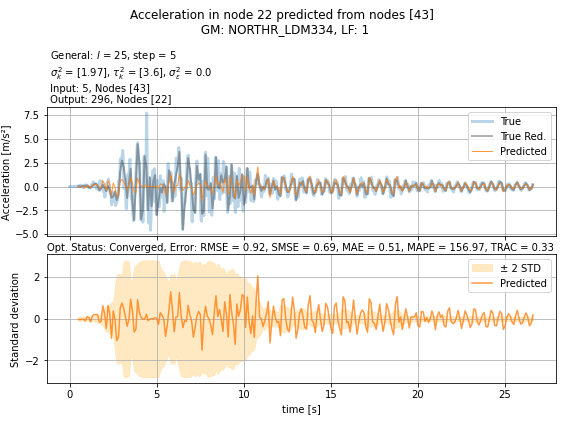 Acceleration in node 22 predicted from nodes [43]
GM: NORTHR_LDM334, LF: 1
General: l = 25, step = 5
σ²ₖ = [1.97], τ²ₖ = [3.6], σ²ε = 0.0
Input: 5, Nodes [43]
Output: 296, Nodes [22]
Acceleration [m/s²]
7.5
5.0
2.5
0.0
−2.5
−5.0
True
True Red.
Predicted
Opt. Status: Converged, Error: RMSE = 0.92, SMSE = 0.69, MAE = 0.51, MAPE = 156.97, TRAC = 0.33
Standard deviation
2
0
−2
± 2 STD
Predicted
0 5 10 15 20 25
time [s]